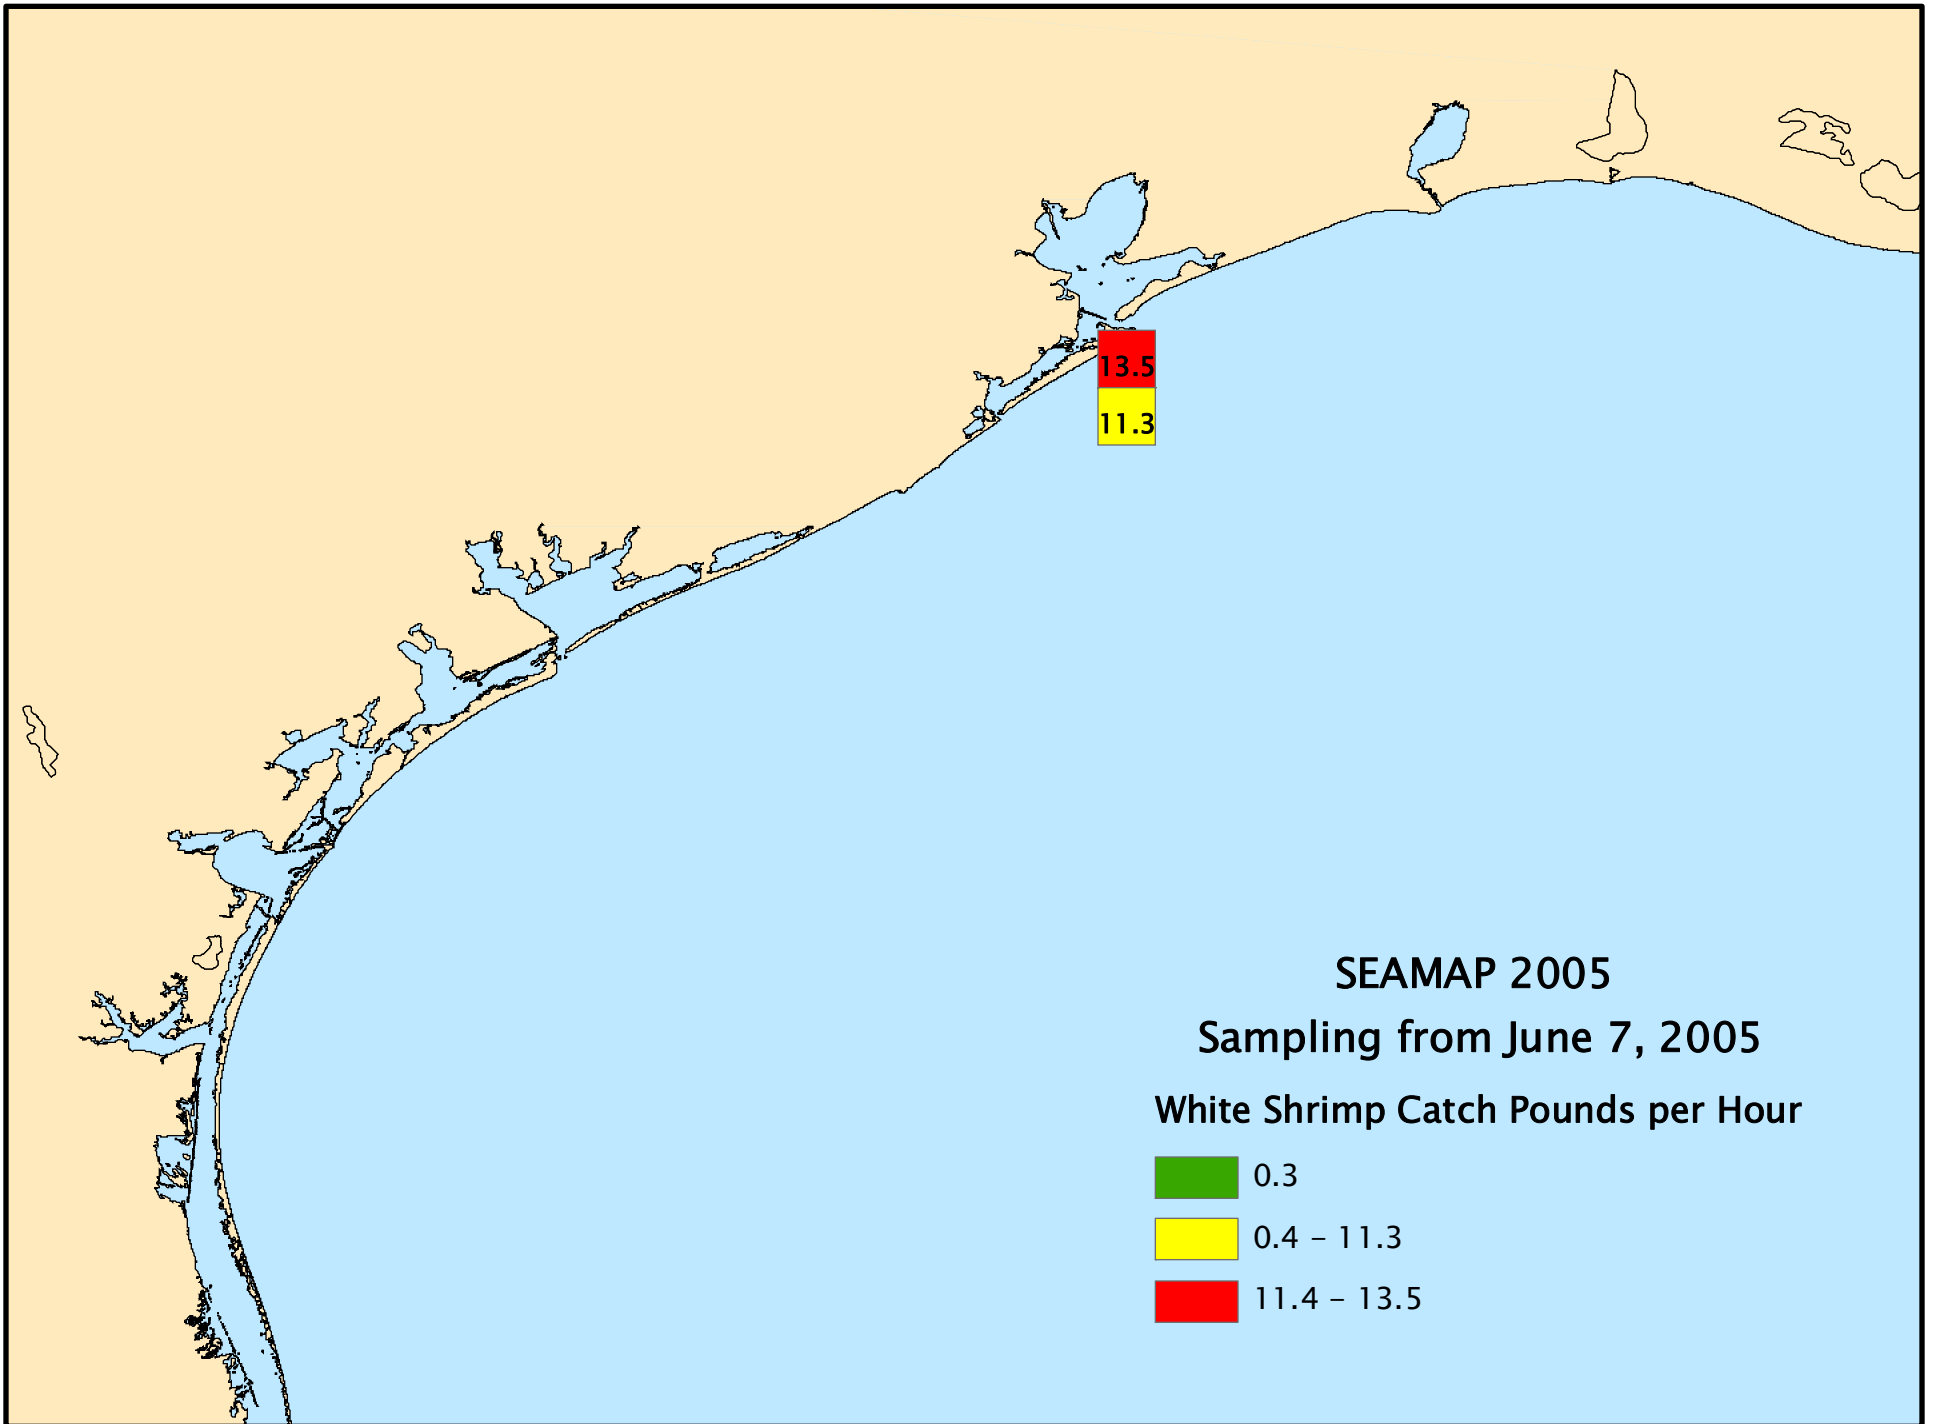 13.5
11.3
SEAMAP 2005
Sampling from June 7, 2005
White Shrimp Catch Pounds per Hour
0.3
0.4 - 11.3
11.4 - 13.5